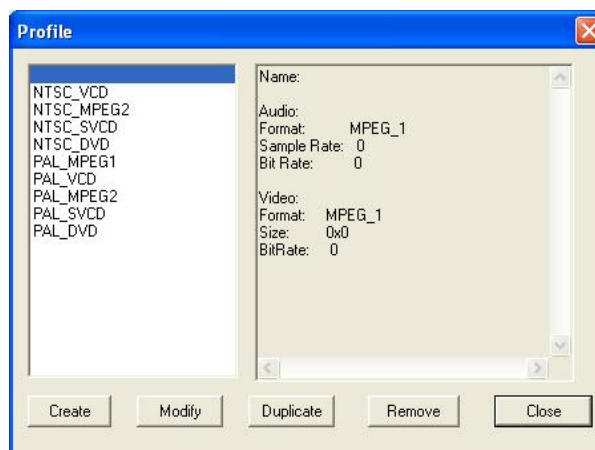 Profile
NTSC_VCD
NTSC_MPEG2
NTSC_SVCD
NTSC_DVD
PAL_MPEG1
PAL_VCD
PAL_MPEG2
PAL_SVCD
PAL_DVD
Name:
Audio:
Format: MPEG_1
Sample Rate: 0
Bit Rate: 0
Video:
Format: MPEG_1
Size: 0x0
BitRate: 0
Create
Modify
Duplicate
Remove
Close